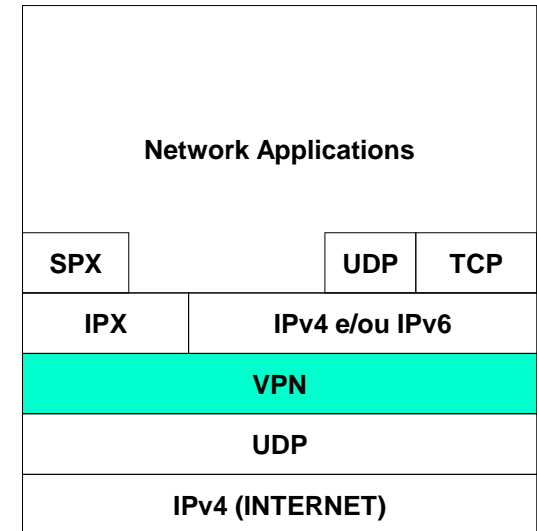 Network Applications
SPX UDP TCP
IPX IPv4 e/ou IPv6
VPN
UDP
IPv4 (INTERNET)